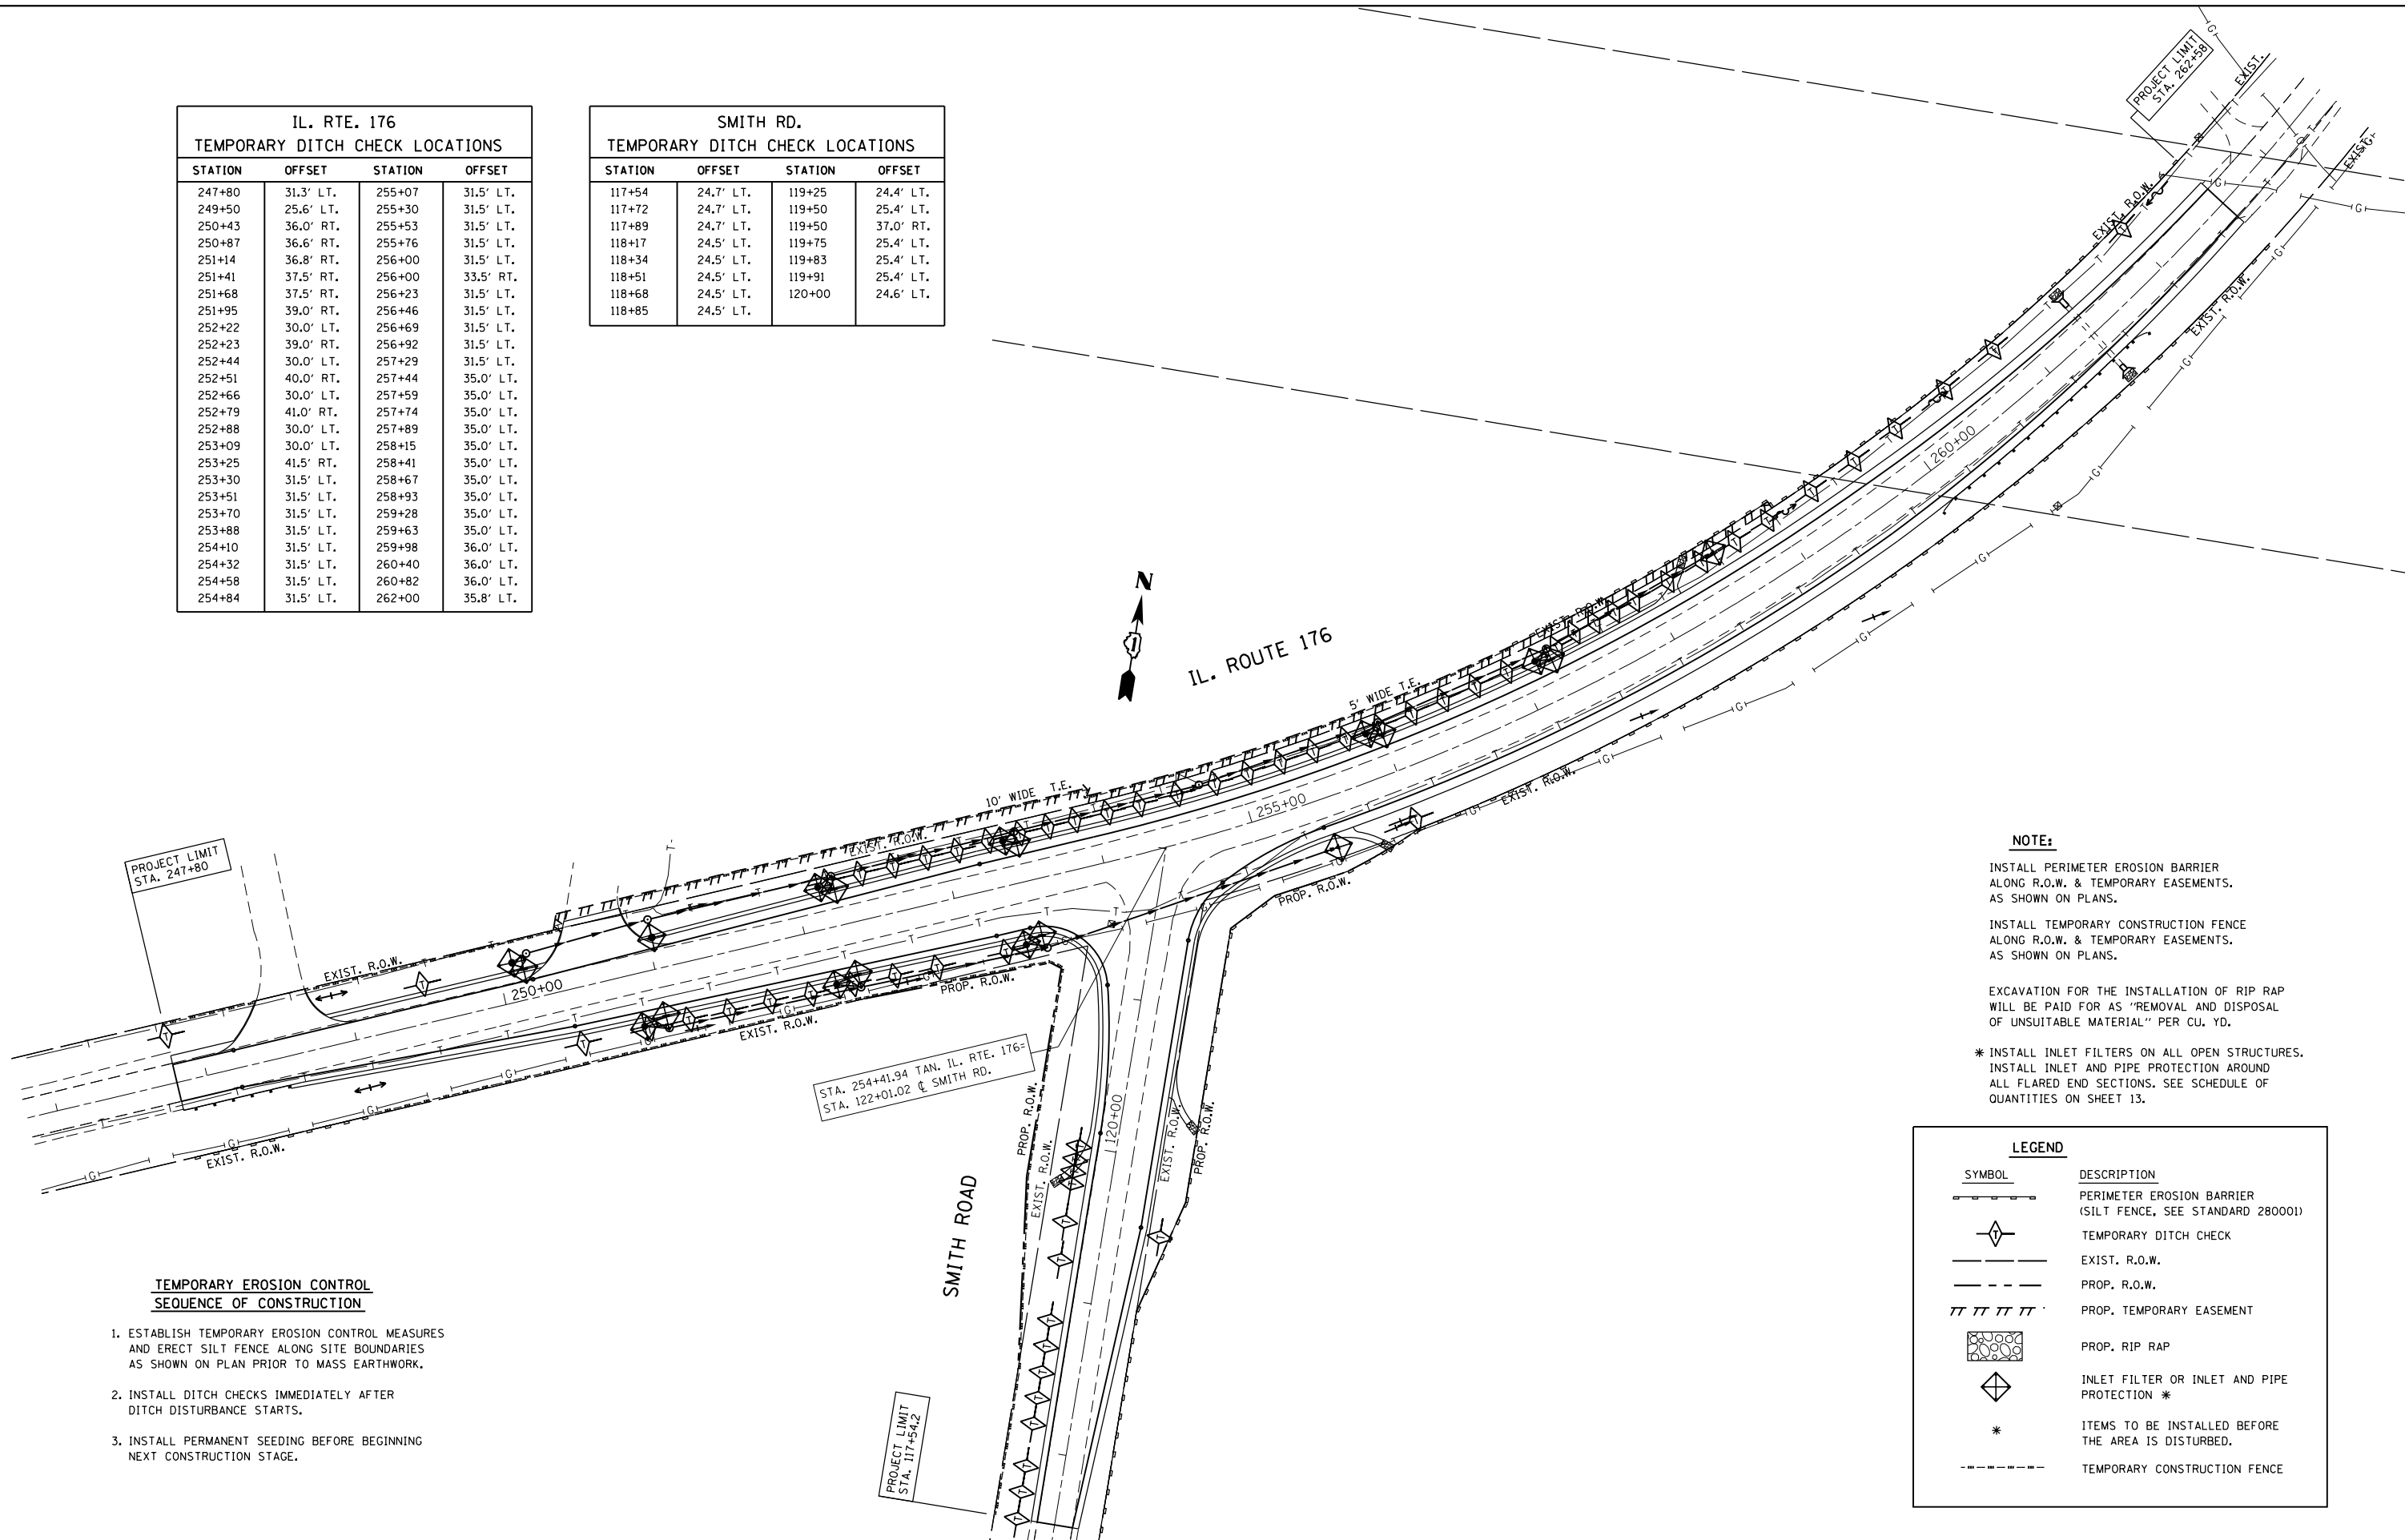 IL. RTE. 176
TEMPORARY DITCH CHECK LOCATIONS
STATION OFFSET STATION OFFSET
247+80 31.3' LT. 255+07 31.5' LT.
249+50 25.6' LT. 255+30 31.5' LT.
250+43 36.0' RT. 255+53 31.5' LT.
250+87 36.6' RT. 255+76 31.5' LT.
251+14 36.8' RT. 256+00 31.5' LT.
251+41 37.5' RT. 256+00 33.5' RT.
251+68 37.5' RT. 256+23 31.5' LT.
251+95 39.0' RT. 256+46 31.5' LT.
252+22 30.0' LT. 256+69 31.5' LT.
252+23 39.0' RT. 256+92 31.5' LT.
252+44 30.0' LT. 257+29 31.5' LT.
252+51 40.0' RT. 257+44 35.0' LT.
252+66 30.0' LT. 257+59 35.0' LT.
252+79 41.0' RT. 257+74 35.0' LT.
252+88 30.0' LT. 257+89 35.0' LT.
253+09 30.0' LT. 258+15 35.0' LT.
253+25 41.5' RT. 258+41 35.0' LT.
253+30 31.5' LT. 258+67 35.0' LT.
253+51 31.5' LT. 258+93 35.0' LT.
253+70 31.5' LT. 259+28 35.0' LT.
253+88 31.5' LT. 259+63 35.0' LT.
254+10 31.5' LT. 259+98 36.0' LT.
254+32 31.5' LT. 260+40 36.0' LT.
254+58 31.5' LT. 260+82 36.0' LT.
254+84 31.5' LT. 262+00 35.8' LT.
SMITH RD.
TEMPORARY DITCH CHECK LOCATIONS
STATION OFFSET STATION OFFSET
117+54 24.7' LT. 119+25 24.4' LT.
117+72 24.7' LT. 119+50 25.4' LT.
117+89 24.7' LT. 119+50 37.0' RT.
118+17 24.5' LT. 119+75 25.4' LT.
118+34 24.5' LT. 119+83 25.4' LT.
118+51 24.5' LT. 119+91 25.4' LT.
118+68 24.5' LT. 120+00 24.6' LT.
118+85 24.5' LT.
PROJECT LIMIT
STA. 262+58
EXIST.
EXIST.
EXIST. R.O.W.
EXIST. R.O.W.
260+00
N
IL. ROUTE 176
EXIST. R.O.W.
5' WIDE T.E.
10' WIDE T.E.
EXIST. R.O.W.
255+00
EXIST. R.O.W.
PROP. R.O.W.
PROJECT LIMIT
STA. 247+80
EXIST. R.O.W.
250+00
PROP. R.O.W.
EXIST. R.O.W.
STA. 254+41.94 TAN. IL. RTE. 176=
STA. 122+01.02 ℄ SMITH RD.
EXIST. R.O.W.
PROP. R.O.W.
EXIST. R.O.W.
120+00
EXIST. R.O.W.
PROP. R.O.W.
SMITH ROAD
PROJECT LIMIT
STA. 117+54.2
NOTE:
INSTALL PERIMETER EROSION BARRIER
ALONG R.O.W. & TEMPORARY EASEMENTS.
AS SHOWN ON PLANS.
INSTALL TEMPORARY CONSTRUCTION FENCE
ALONG R.O.W. & TEMPORARY EASEMENTS.
AS SHOWN ON PLANS.
EXCAVATION FOR THE INSTALLATION OF RIP RAP
WILL BE PAID FOR AS "REMOVAL AND DISPOSAL
OF UNSUITABLE MATERIAL" PER CU. YD.
* INSTALL INLET FILTERS ON ALL OPEN STRUCTURES.
INSTALL INLET AND PIPE PROTECTION AROUND
ALL FLARED END SECTIONS. SEE SCHEDULE OF
QUANTITIES ON SHEET 13.
LEGEND
SYMBOL DESCRIPTION
PERIMETER EROSION BARRIER
(SILT FENCE, SEE STANDARD 280001)
T TEMPORARY DITCH CHECK
EXIST. R.O.W.
PROP. R.O.W.
PROP. TEMPORARY EASEMENT
PROP. RIP RAP
INLET FILTER OR INLET AND PIPE
PROTECTION *
* ITEMS TO BE INSTALLED BEFORE
THE AREA IS DISTURBED.
TEMPORARY CONSTRUCTION FENCE
TEMPORARY EROSION CONTROL
SEQUENCE OF CONSTRUCTION
1. ESTABLISH TEMPORARY EROSION CONTROL MEASURES
AND ERECT SILT FENCE ALONG SITE BOUNDARIES
AS SHOWN ON PLAN PRIOR TO MASS EARTHWORK.
2. INSTALL DITCH CHECKS IMMEDIATELY AFTER
DITCH DISTURBANCE STARTS.
3. INSTALL PERMANENT SEEDING BEFORE BEGINNING
NEXT CONSTRUCTION STAGE.